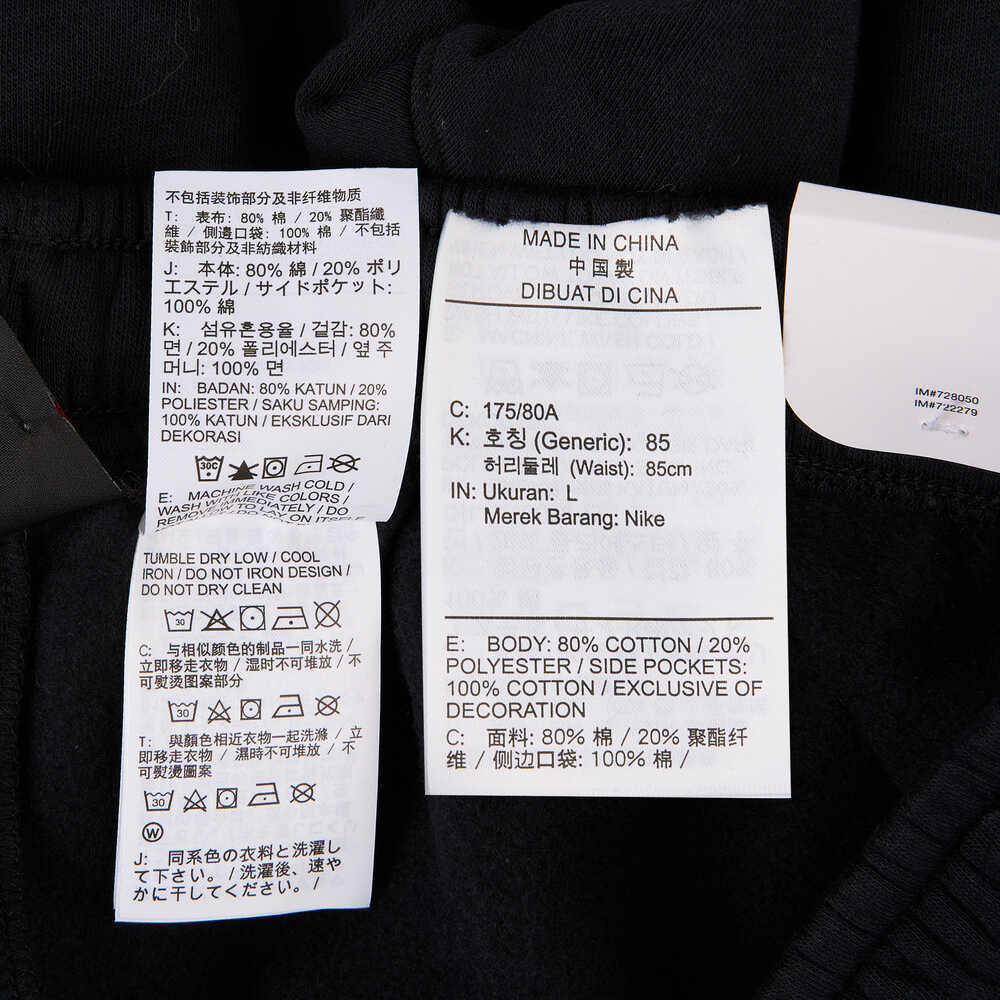 不包括装饰部分及非纤维物质
T: 表布: 80% 棉 / 20% 聚酯纖
維 / 側邊口袋: 100% 棉 / 不包括
裝飾部分及非紡織材料
J: 本体: 80% 綿 / 20% ポリ
エステル / サイドポケット:
100% 綿
K: 섬유혼용율 / 겉감: 80%
면 / 20% 폴리에스터 / 옆 주
머니: 100% 면
IN: BADAN: 80% KATUN / 20%
POLIESTER / SAKU SAMPING:
100% KATUN / EKSKLUSIF DARI
DEKORASI
30C
E: MACHINE WASH COLD /
WASH WITH LIKE COLORS /
REMOVE IMMEDIATELY / DO
NOT LAY ON ITSELF
TUMBLE DRY LOW / COOL
IRON / DO NOT IRON DESIGN /
DO NOT DRY CLEAN
30
C: 与相似颜色的制品一同水洗 /
立即移走衣物 / 湿时不可堆放 / 不
可熨烫图案部分
30
T: 與顏色相近衣物一起洗滌 / 立
即移走衣物 / 濕時不可堆放 / 不
可熨燙圖案
30
W
J: 同系色の衣料と洗濯し
て下さい。 / 洗濯後、速や
かに干してください。 /
MADE IN CHINA
中国製
DIBUAT DI CINA
C: 175/80A
K: 호칭 (Generic): 85
허리둘레 (Waist): 85cm
IN: Ukuran: L
Merek Barang: Nike
E: BODY: 80% COTTON / 20%
POLYESTER / SIDE POCKETS:
100% COTTON / EXCLUSIVE OF
DECORATION
C: 面料: 80% 棉 / 20% 聚酯纤
维 / 侧边口袋: 100% 棉 /
IM#728050
IM#722279